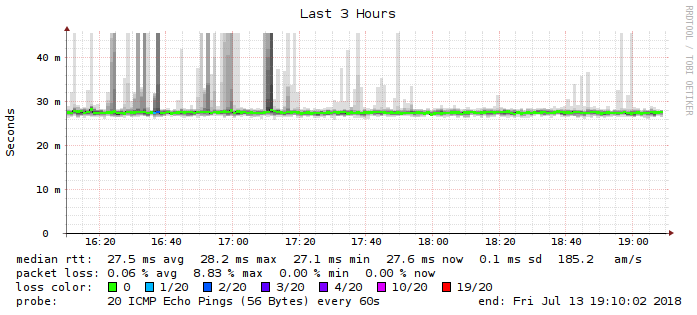 Last 3 Hours
RRDTOOL / TOBI OETIKER
Seconds
40 m
30 m
20 m
10 m
0
16:20 16:40 17:00 17:20 17:40 18:00 18:20 18:40 19:00
median rtt: 27.5 ms avg 28.2 ms max 27.1 ms min 27.6 ms now 0.1 ms sd 185.2 am/s
packet loss: 0.06 % avg 8.83 % max 0.00 % min 0.00 % now
loss color: 0 1/20 2/20 3/20 4/20 10/20 19/20
probe: 20 ICMP Echo Pings (56 Bytes) every 60s end: Fri Jul 13 19:10:02 2018